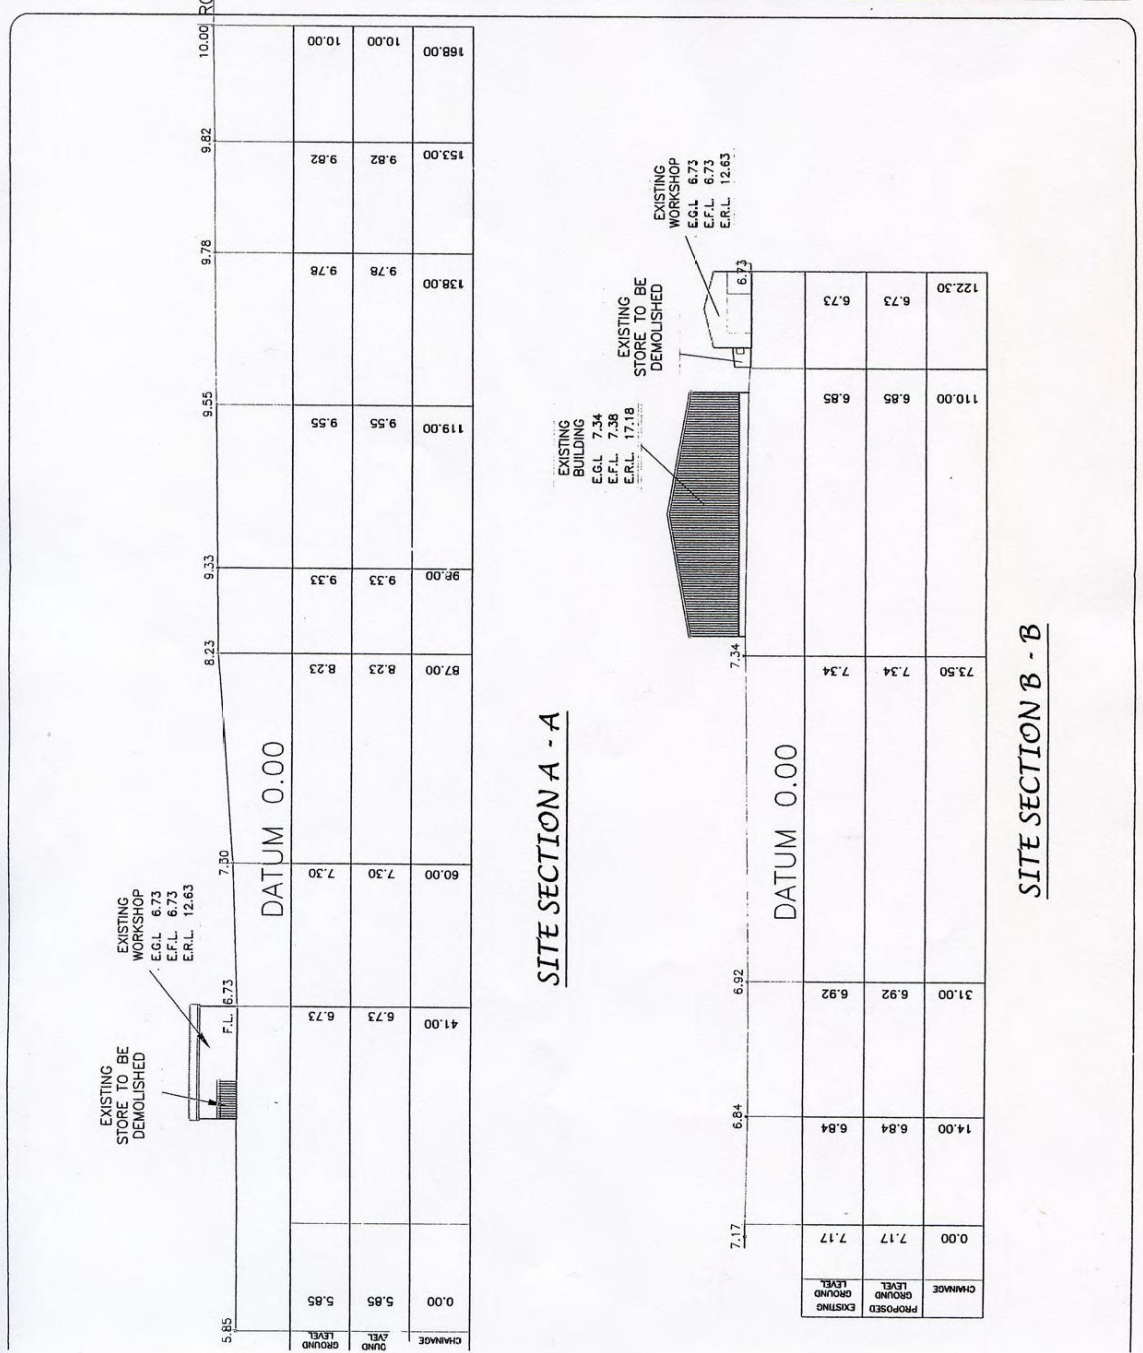 EXISTING
STORE TO BE
DEMOLISHED
EXISTING
WORKSHOP
E.G.L 6.73
E.F.L. 6.73
E.R.L. 12.63
5.85
F.L. 6.73
7.30
8.23
9.33
9.55
9.78
9.82
10.00
DATUM 0.00
GROUND LEVEL
5.85 6.73 7.30 8.23 9.33 9.55 9.78 9.82 10.00
5.85 6.73 7.30 8.23 9.33 9.55 9.78 9.82 10.00
CHAINAGE
0.00 41.00 60.00 87.00 98.00 119.00 138.00 153.00 168.00
SITE SECTION A - A
EXISTING
BUILDING
E.G.L 7.34
E.F.L. 7.38
E.R.L. 17.18
EXISTING
STORE TO BE
DEMOLISHED
EXISTING
WORKSHOP
E.G.L 6.73
E.F.L. 6.73
E.R.L. 12.63
7.17
6.84
6.92
7.34
6.73
DATUM 0.00
EXISTING
GROUND
LEVEL
7.17 6.84 6.92 7.34 6.85 6.73
PROPOSED
GROUND
LEVEL
7.17 6.84 6.92 7.34 6.85 6.73
CHAINAGE
0.00 14.00 31.00 73.50 110.00 122.30
SITE SECTION B - B